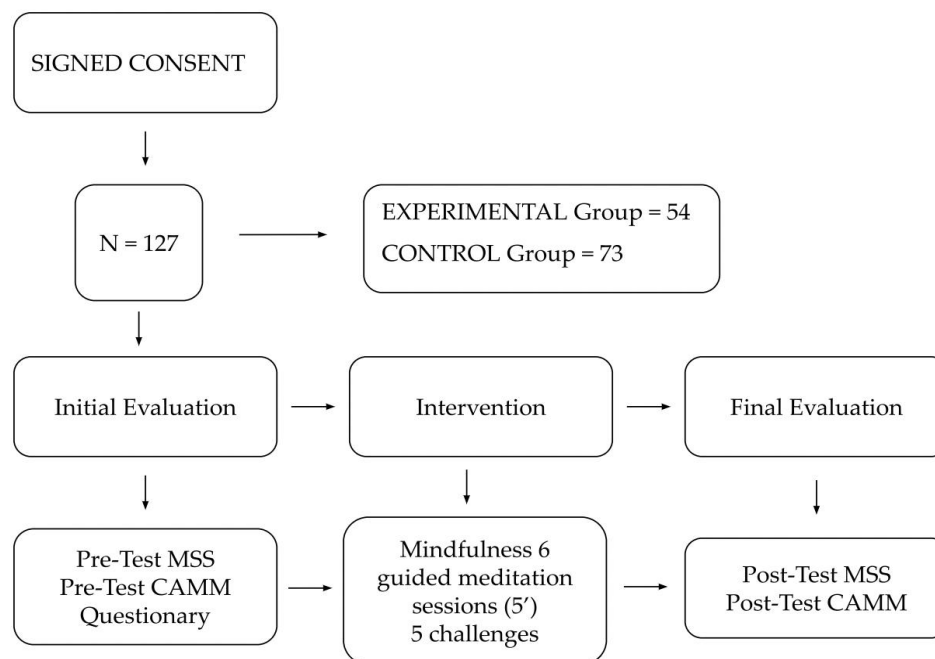 SIGNED CONSENT
N = 127
EXPERIMENTAL Group = 54
CONTROL Group = 73
Initial Evaluation
Intervention
Final Evaluation
Pre-Test MSS
Pre-Test CAMM
Questionary
Mindfulness 6
guided meditation
sessions (5′)
5 challenges
Post-Test MSS
Post-Test CAMM